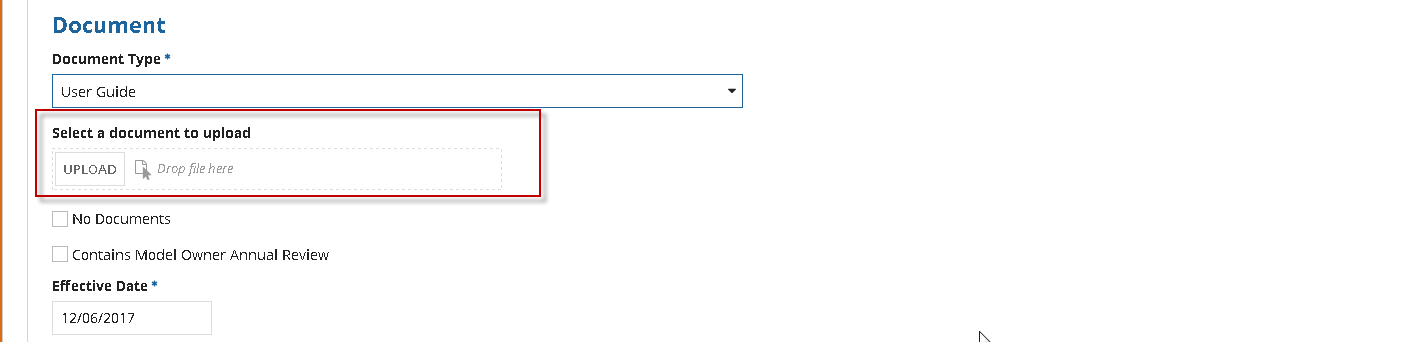 Document
Document Type *
User Guide
Select a document to upload
UPLOAD Drop file here
No Documents
Contains Model Owner Annual Review
Effective Date *
12/06/2017